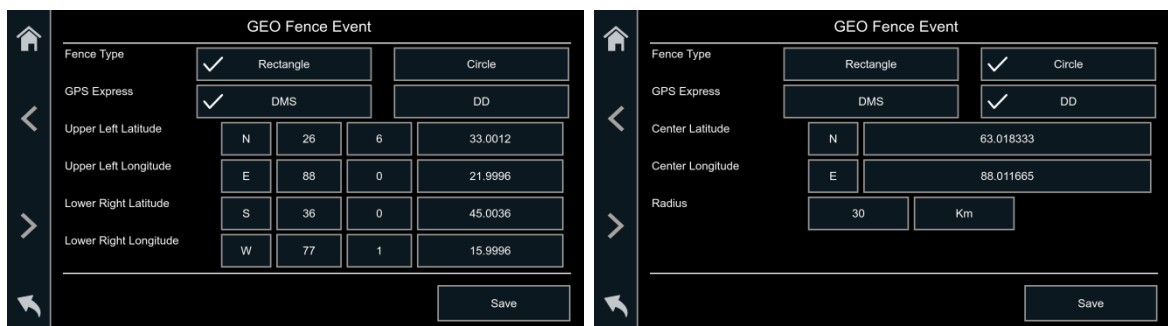 GEO Fence Event
Fence Type Rectangle Circle
GPS Express DMS DD
Upper Left Latitude N 26 6 33.0012
Upper Left Longitude E 88 0 21.9996
Lower Right Latitude S 36 0 45.0036
Lower Right Longitude W 77 1 15.9996
Save
GEO Fence Event
Fence Type Rectangle Circle
GPS Express DMS DD
Center Latitude N 63.018333
Center Longitude E 88.011665
Radius 30 Km
Save